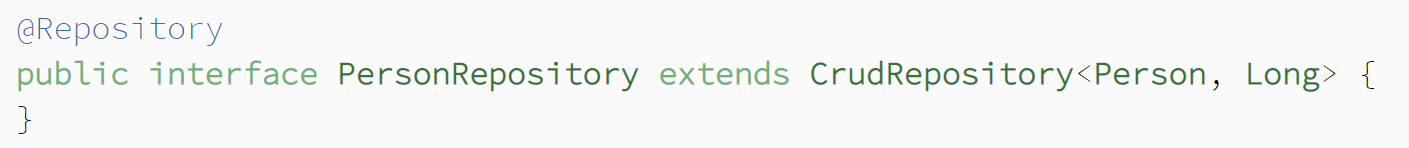 @Repository
public interface PersonRepository extends CrudRepository<Person, Long> {
}